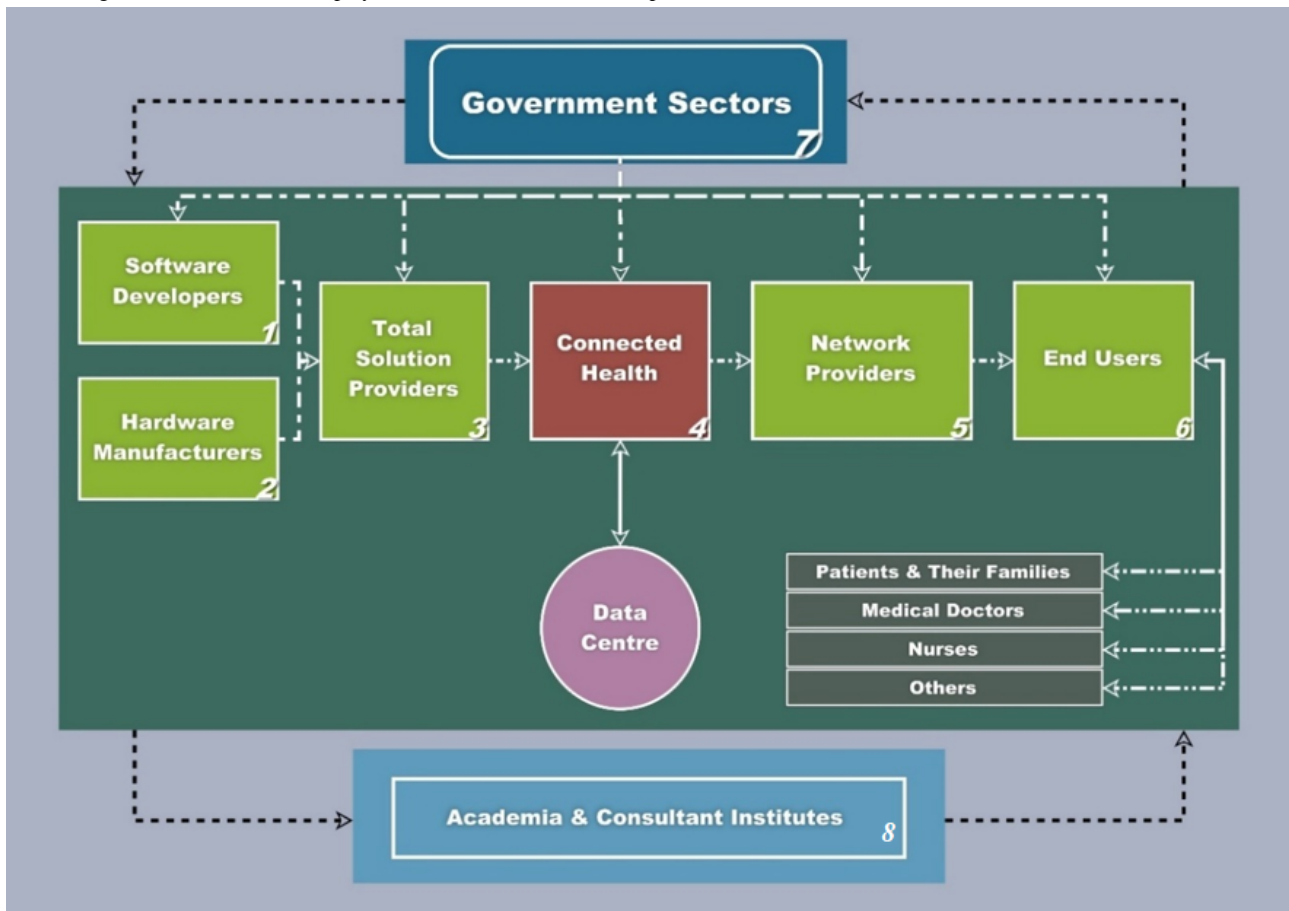 Government Sectors
7
Software
Developers
1
Hardware
Manufacturers
2
Total
Solution
Providers
3
Connected
Health
4
Network
Providers
5
End Users
6
Data
Centre
Patients & Their Families
Medical Doctors
Nurses
Others
Academia & Consultant Institutes
8